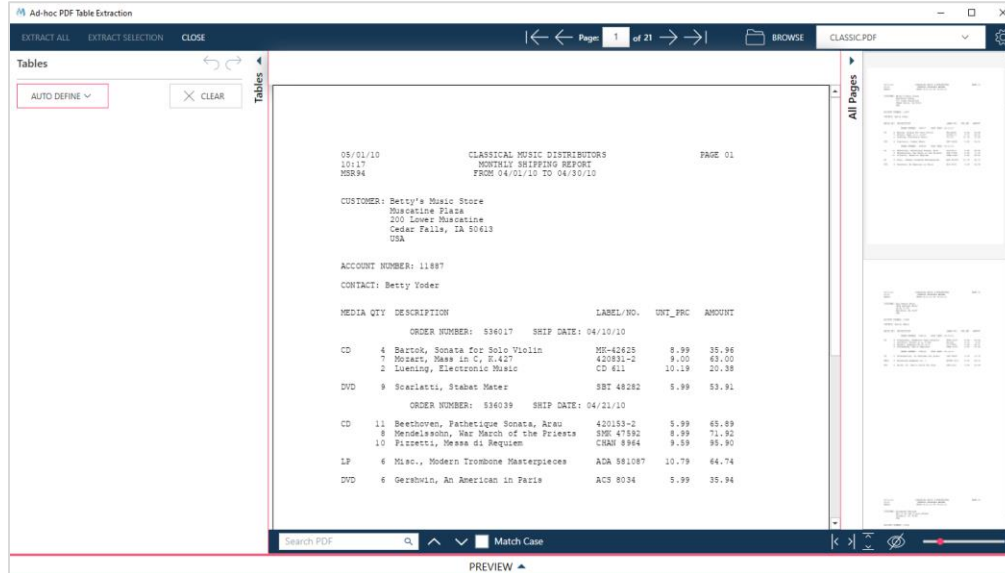 Ad-hoc PDF Table Extraction
EXTRACT ALL EXTRACT SELECTION CLOSE Page: 1 of 21 BROWSE CLASSIC.PDF
Tables
AUTO DEFINE CLEAR
Tables
All Pages
05/01/10 CLASSICAL MUSIC DISTRIBUTORS PAGE 01
10:17 MONTHLY SHIPPING REPORT
MSR94 FROM 04/01/10 TO 04/30/10
CUSTOMER: Betty's Music Store
Muscatine Plaza
200 Lower Muscatine
Cedar Falls, IA 50613
USA
ACCOUNT NUMBER: 11887
CONTACT: Betty Yoder
MEDIA QTY DESCRIPTION LABEL/NO. UNT_PRC AMOUNT
ORDER NUMBER: 536017 SHIP DATE: 04/10/10
CD 4 Bartok, Sonata for Solo Violin MK-42625 8.99 35.96
7 Mozart, Mass in C, K.427 420831-2 9.00 63.00
2 Luening, Electronic Music CD 611 10.19 20.38
DVD 9 Scarlatti, Stabat Mater SBT 48282 5.99 53.91
ORDER NUMBER: 536039 SHIP DATE: 04/21/10
CD 11 Beethoven, Pathetique Sonata, Arau 420153-2 5.99 65.89
8 Mendelssohn, War March of the Priests SMK 47592 8.99 71.92
10 Pizzetti, Messa di Requiem CHAN 8964 9.59 95.90
LP 6 Misc., Modern Trombone Masterpieces ADA 581087 10.79 64.74
DVD 6 Gershwin, An American in Paris ACS 8034 5.99 35.94
Search PDF Match Case
PREVIEW